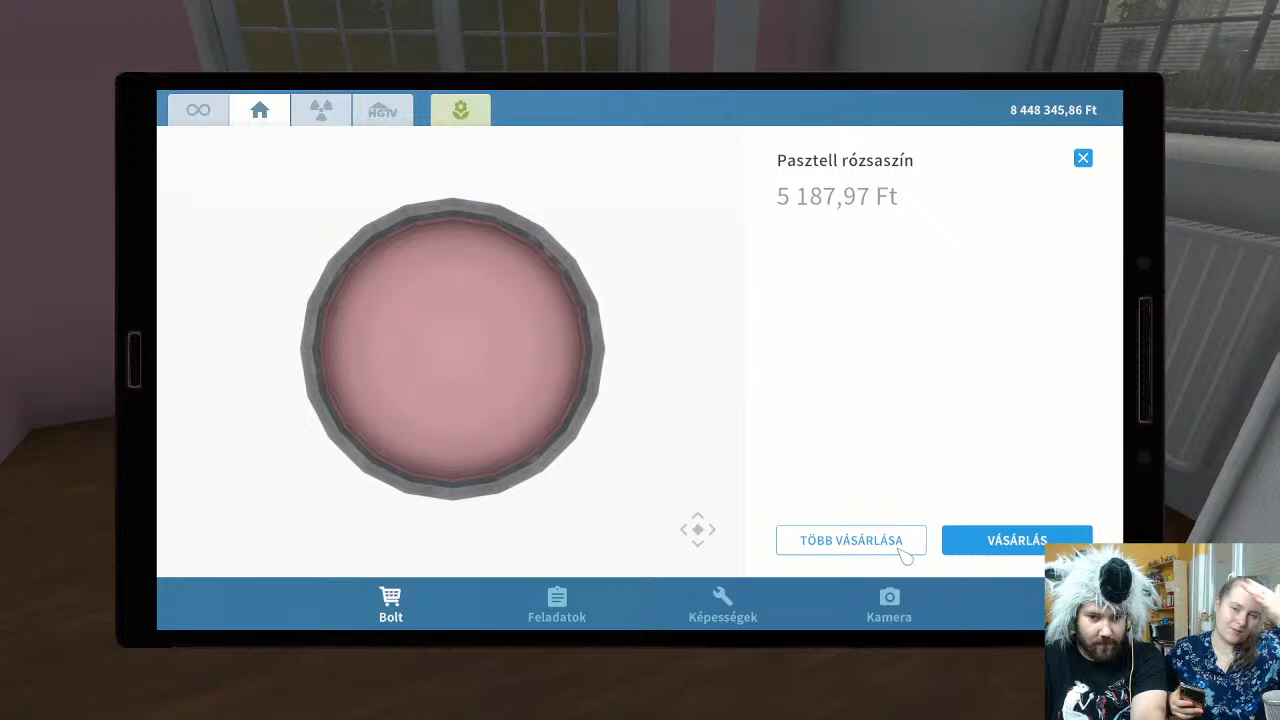 HGTV
8 448 345,86 Ft
Pasztell rózsaszín
5 187,97 Ft
TÖBB VÁSÁRLÁSA
VÁSÁRLÁS
Bolt
Feladatok
Képességek
Kamera